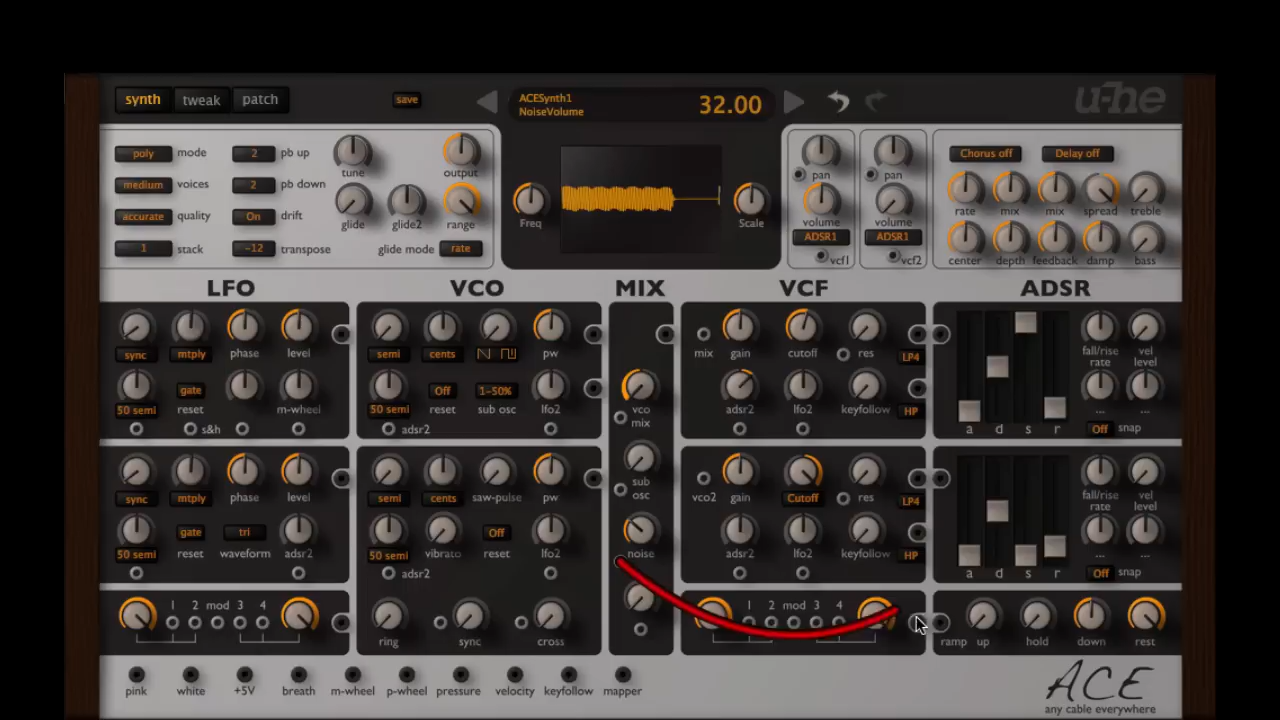 synth tweak patch save
ACESynth1
NoiseVolume
32.00
u-he
poly mode 2 pb up tune output
medium voices 2 pb down
accurate quality On drift glide glide2 range
1 stack -12 transpose glide mode rate
Freq Scale
pan pan
volume volume
ADSR1 ADSR1
vcf1 vcf2
Chorus off Delay off
rate mix mix spread treble
center depth feedback damp bass
LFO VCO MIX VCF ADSR
sync mtply phase level
50 semi gate reset m-wheel
s&h
semi cents pw
50 semi Off 1-50% lfo2
reset sub osc
adsr2
vco
mix
sub
osc
noise
mix gain cutoff res LP4
adsr2 lfo2 keyfollow HP
a d s r
fall/rise
rate
vel
level
... ...
Off snap
sync mtply phase level
50 semi gate tri adsr2
reset waveform
semi cents saw-pulse pw
50 semi vibrato Off reset lfo2
adsr2
vco2 gain Cutoff res LP4
adsr2 lfo2 keyfollow HP
a d s r
fall/rise
rate
vel
level
... ...
Off snap
1 2 mod 3 4
ring sync cross
1 2 mod 3 4
ramp up hold down rest
pink white +5V breath m-wheel p-wheel pressure velocity keyfollow mapper
ACE
any cable everywhere